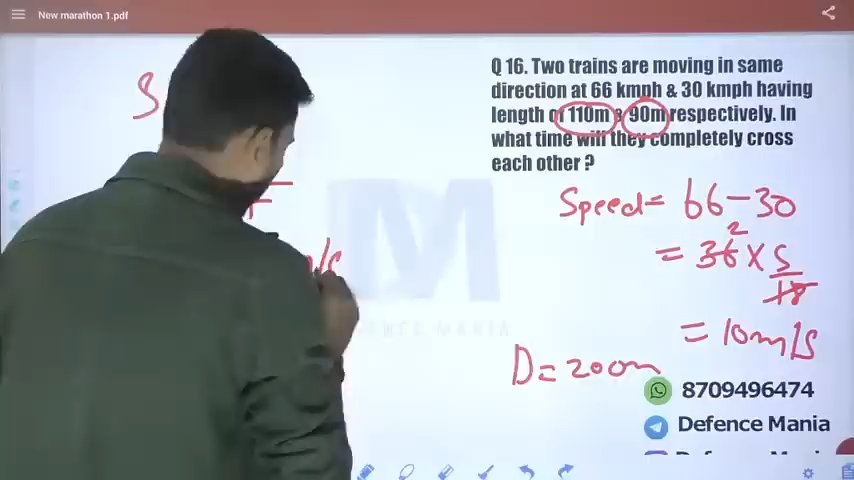 New marathon 1.pdf
Q 16. Two trains are moving in same
direction at 66 kmph & 30 kmph having
length of 110m & 90m respectively. In
what time will they completely cross
each other ?
Speed = 66 - 30
2
= 36 × 5/18
= 10m/s
D = 200m
8709496474
Defence Mania